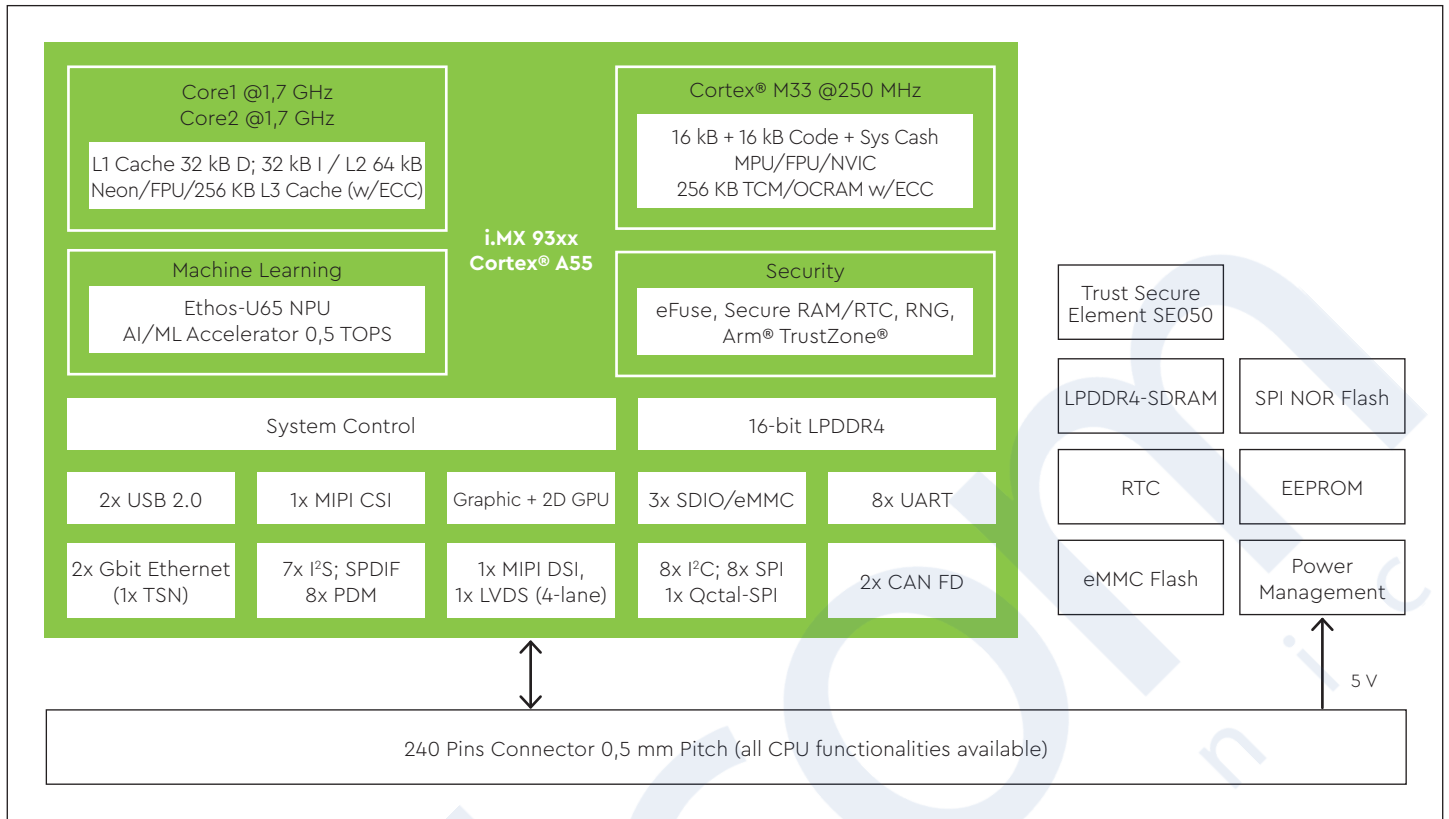 Core1 @1,7 GHz
Core2 @1,7 GHz
L1 Cache 32 kB D; 32 kB I / L2 64 kB
Neon/FPU/256 KB L3 Cache (w/ECC)
Cortex® M33 @250 MHz
16 kB + 16 kB Code + Sys Cash
MPU/FPU/NVIC
256 KB TCM/OCRAM w/ECC
i.MX 93xx
Cortex® A55
Machine Learning
Ethos-U65 NPU
AI/ML Accelerator 0,5 TOPS
Security
eFuse, Secure RAM/RTC, RNG,
Arm® TrustZone®
Trust Secure
Element SE050
System Control
16-bit LPDDR4
LPDDR4-SDRAM
SPI NOR Flash
2x USB 2.0
1x MIPI CSI
Graphic + 2D GPU
3x SDIO/eMMC
8x UART
RTC
EEPROM
2x Gbit Ethernet
(1x TSN)
7x I²S; SPDIF
8x PDM
1x MIPI DSI,
1x LVDS (4-lane)
8x I²C; 8x SPI
1x Qctal-SPI
2x CAN FD
eMMC Flash
Power
Management
5 V
240 Pins Connector 0,5 mm Pitch (all CPU functionalities available)
com
n i c